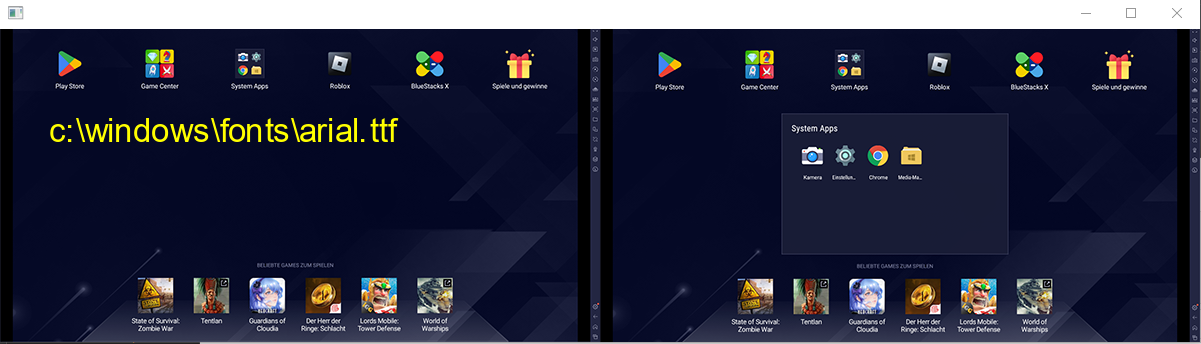 Play Store
Game Center
System Apps
Roblox
BlueStacks X
Spiele und gewinne
c:\windows\fonts\arial.ttf
BELIEBTE GAMES ZUM SPIELEN
State of Survival:
Zombie War
Tentlan
Guardians of
Cloudia
Der Herr der
Ringe: Schlacht
Lords Mobile:
Tower Defense
World of
Warships
Play Store
Game Center
System Apps
Roblox
BlueStacks X
Spiele und gewinne
System Apps
Kamera
Einstellun...
Chrome
Media-Ma...
BELIEBTE GAMES ZUM SPIELEN
State of Survival:
Zombie War
Tentlan
Guardians of
Cloudia
Der Herr der
Ringe: Schlacht
Lords Mobile:
Tower Defense
World of
Warships